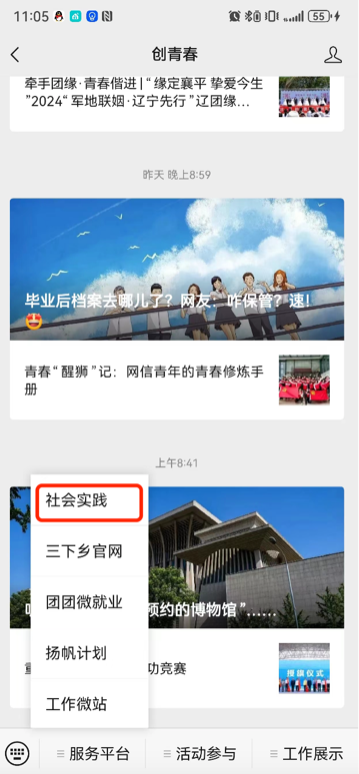 11:05
55
创青春
牵手团缘·青春偕进|“缘定襄平 挚爱今生
”2024“军地联姻·辽宁先行”辽团缘...
昨天 晚上8:59
毕业后档案去哪儿了？网友：咋保管？速！
青春“醒狮”记：网信青年的青春修炼手
册
上午8:41
社会实践
三下乡官网
预约的博物馆”......
团团微就业
扬帆计划
功竞赛
授旗仪式
工作微站
服务平台
活动参与
工作展示